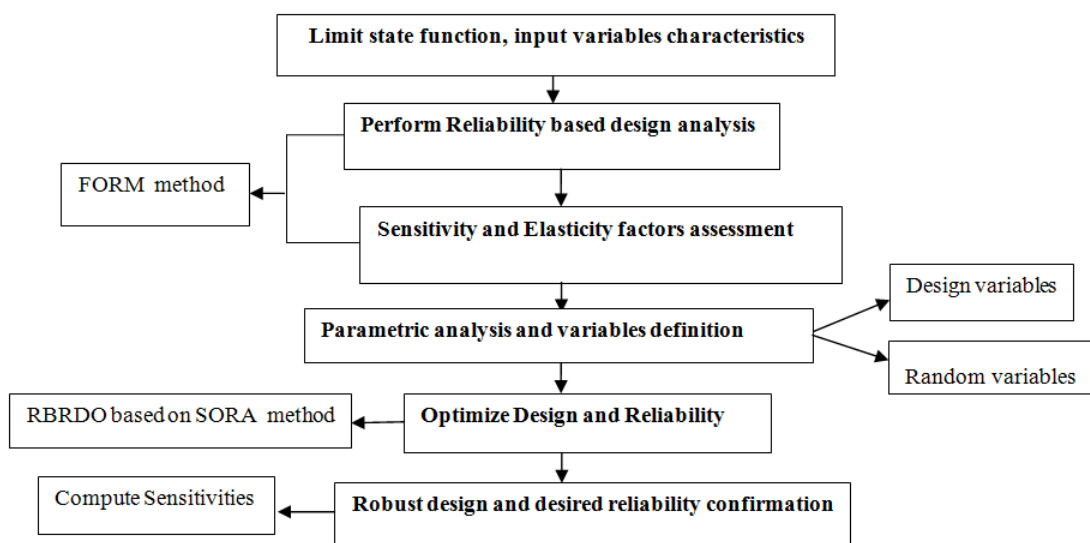 Limit state function, input variables characteristics
Perform Reliability based design analysis
FORM method
Sensitivity and Elasticity factors assessment
Design variables
Parametric analysis and variables definition
Random variables
RBRDO based on SORA method
Optimize Design and Reliability
Compute Sensitivities
Robust design and desired reliability confirmation